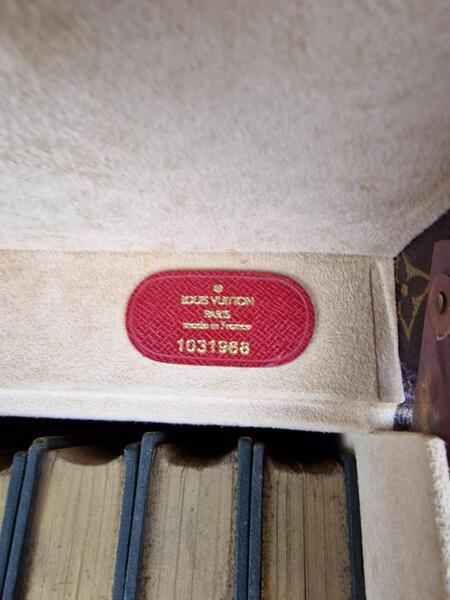 LOUIS VUITTON
PARIS
made in France
1031968